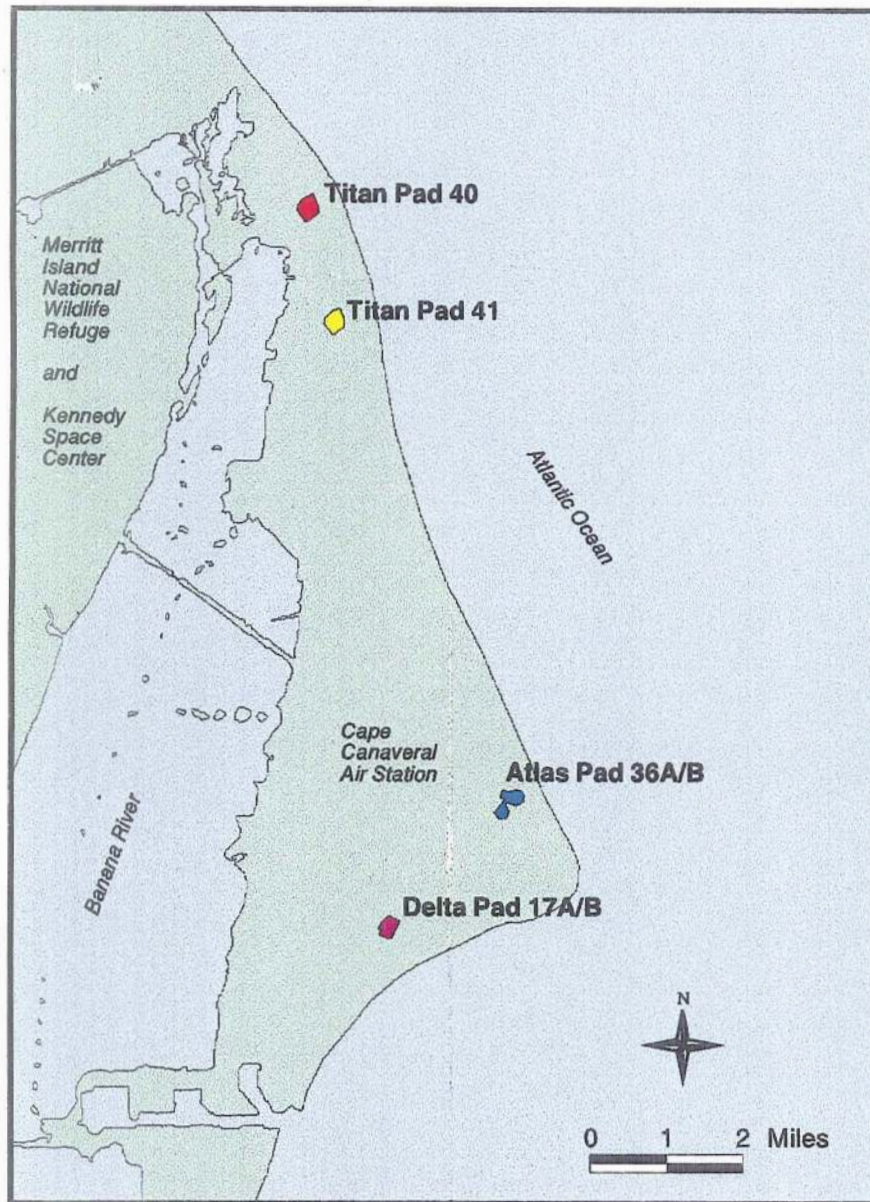 Titan Pad 40
Merritt
Island
National
Wildlife
Refuge
and
Kennedy
Space
Center
Titan Pad 41
Atlantic Ocean
Cape
Canaveral
Air Station
Atlas Pad 36A/B
Banana River
Delta Pad 17A/B
N
0 1 2 Miles